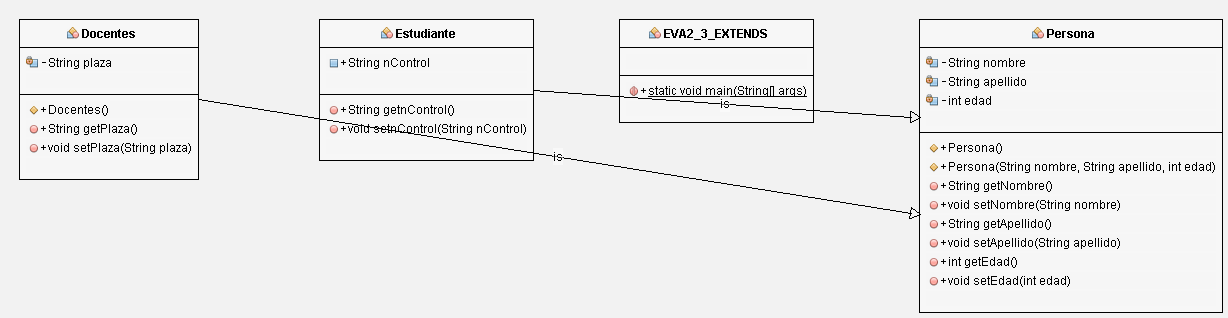 Docentes
- String plaza
+ Docentes()
+ String getPlaza()
+ void setPlaza(String plaza)
Estudiante
+ String nControl
+ String getnControl()
+ void setnControl(String nControl)
EVA2_3_EXTENDS
+ static void main(String[] args)
Persona
- String nombre
- String apellido
- int edad
+ Persona()
+ Persona(String nombre, String apellido, int edad)
+ String getNombre()
+ void setNombre(String nombre)
+ String getApellido()
+ void setApellido(String apellido)
+ int getEdad()
+ void setEdad(int edad)
is
is